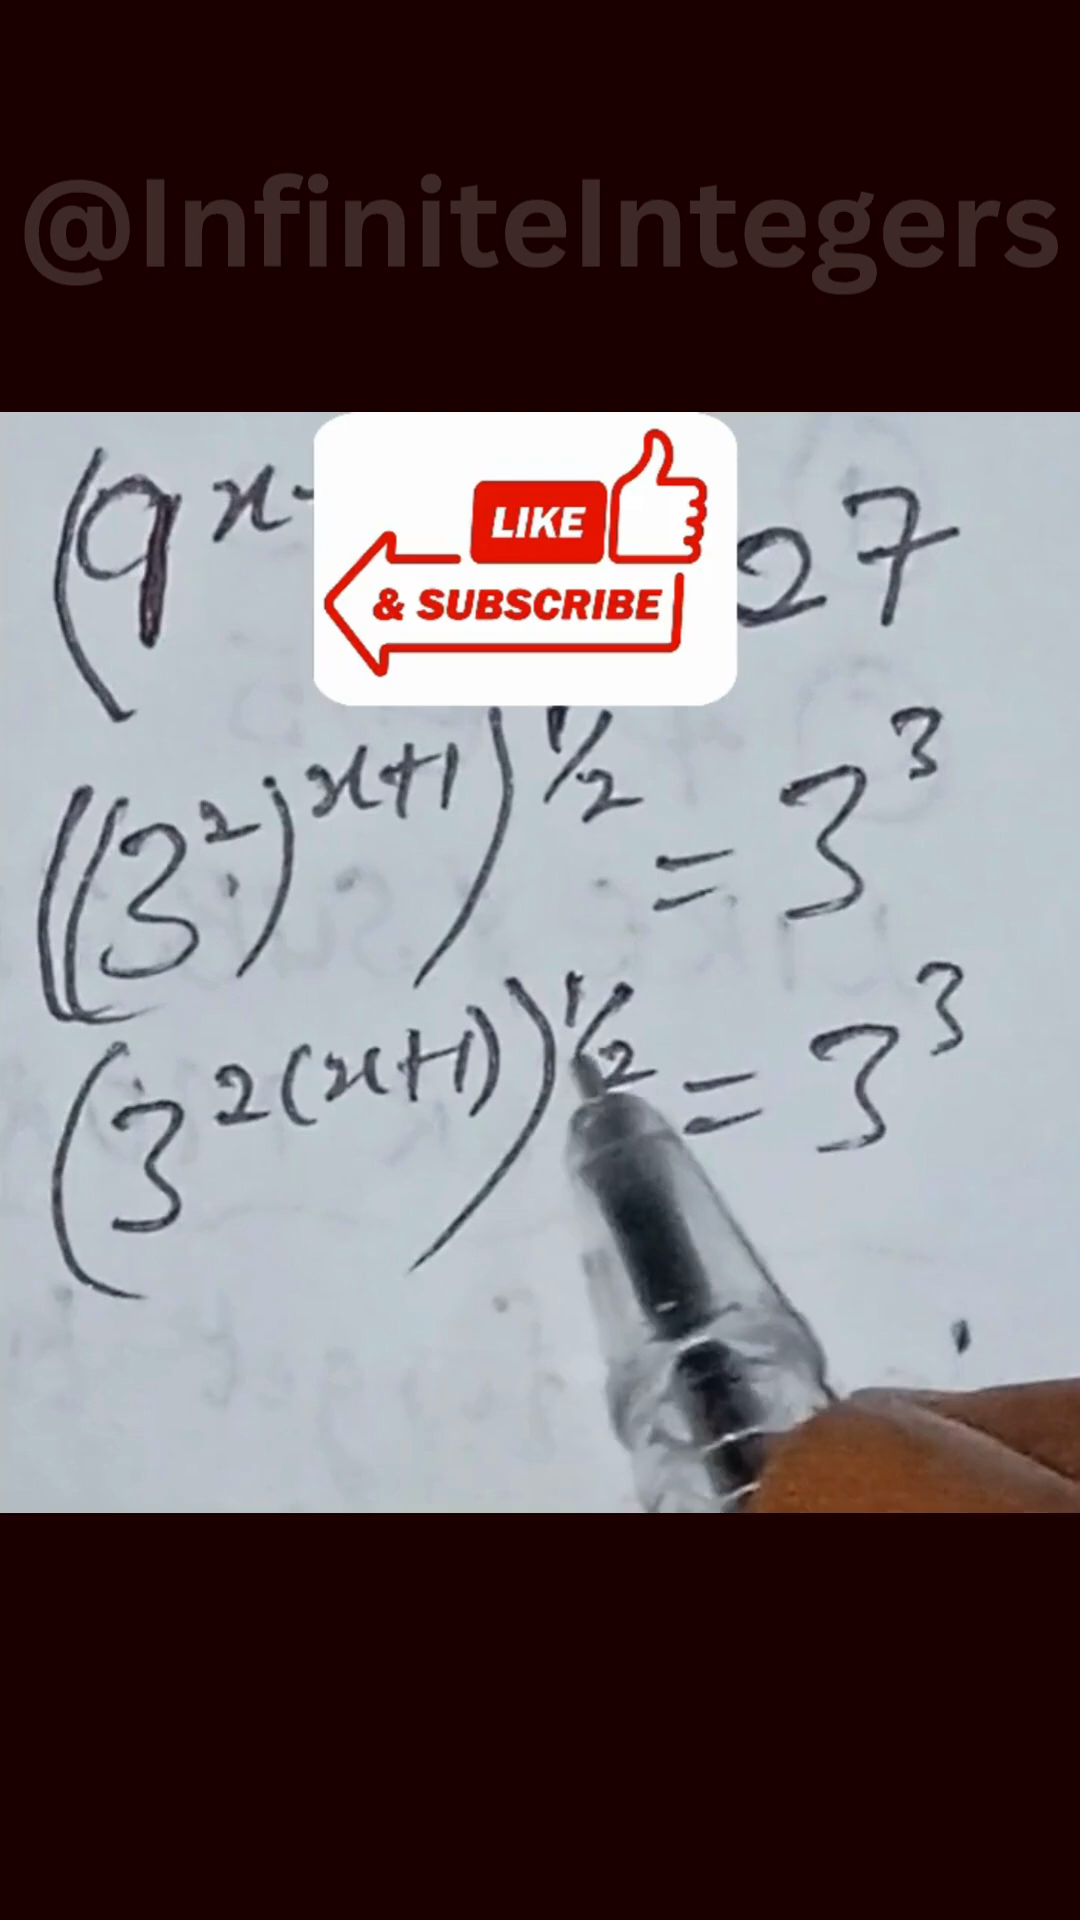 @InfiniteIntegers
(9^x
LIKE
& SUBSCRIBE
27
((3^2)^x+1)^1/2 = 3^3
(3^2(x+1))^1/2 = 3^3